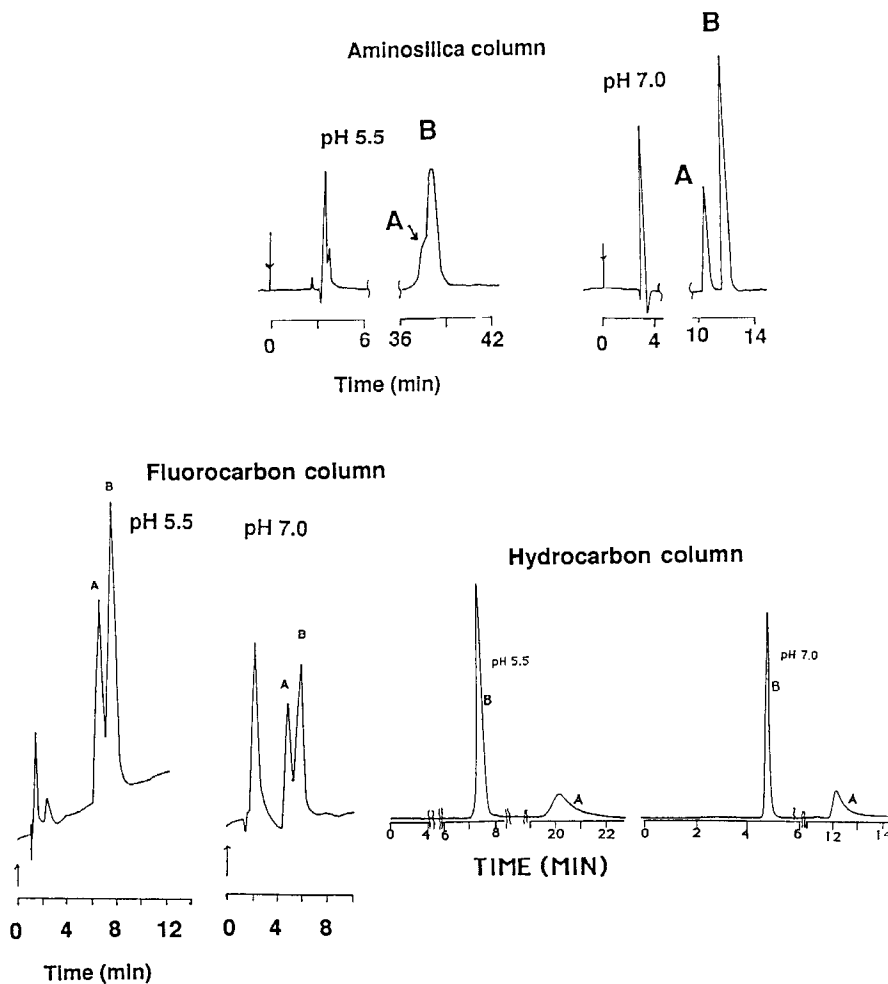 Aminosilica column
B
pH 7.0
pH 5.5
B
A
A
0 6 36 42
0 4 10 14
Time (min)
Fluorocarbon column
B
pH 5.5
pH 7.0
A
B
A
Hydrocarbon column
pH 5.5
B
A
pH 7.0
B
A
0 4 6 8 20 22
0 2 4 6 12 14
TIME (MIN)
0 4 8 12
0 4 8
Time (min)